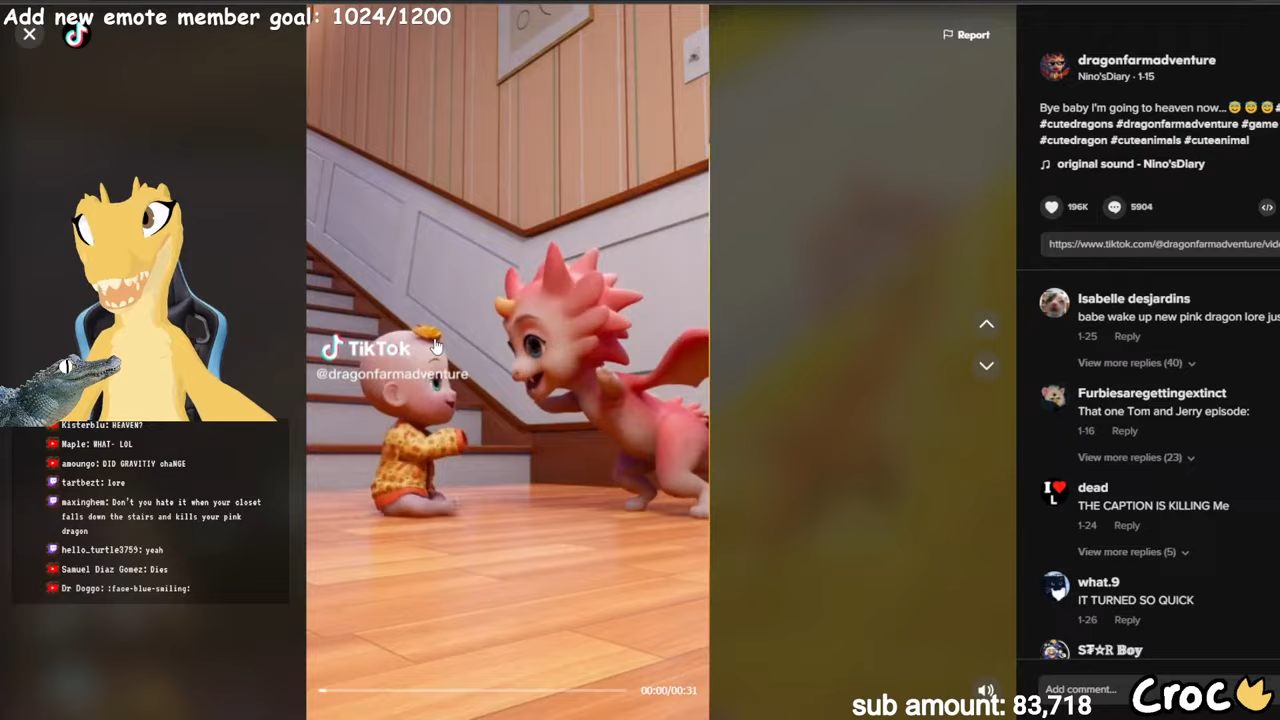 Add new emote member goal: 1024/1200
Report
TikTok
@dragonfarmadventure
00:00/00:31
Kisterblu: HEAVEN?
Maple: WHAT- LOL
amoungo: DID GRAVITIY chaNGE
tartbezt: lore
maxinghem: Don't you hate it when your closet
falls down the stairs and kills your pink
dragon
hello_turtle3759: yeah
Samuel Diaz Gomez: Dies
Dr Doggo: :face-blue-smiling:
dragonfarmadventure
Nino'sDiary · 1-15
Bye baby I'm going to heaven now... 😇 😇 😇 #
#cutedragons #dragonfarmadventure #game
#cutedragon #cuteanimals #cuteanimal
original sound - Nino'sDiary
196K
5904
https://www.tiktok.com/@dragonfarmadventure/vid
Isabelle desjardins
babe wake up new pink dragon lore jus
1-25 Reply
View more replies (40)
Furbiesaregettingextinct
That one Tom and Jerry episode:
1-16 Reply
View more replies (23)
I ♥
L
dead
THE CAPTION IS KILLING Me
1-24 Reply
View more replies (5)
what.9
IT TURNED SO QUICK
1-26 Reply
S₮☆R Boy
Add comment...
Croc
sub amount: 83,718